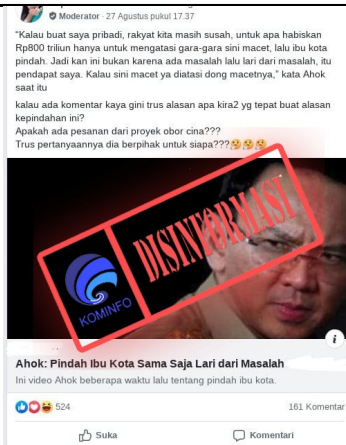 Moderator · 27 Agustus pukul 17.37
"Kalau buat saya pribadi, rakyat kita masih susah, untuk apa habiskan
Rp800 triliun hanya untuk mengatasi gara-gara sini macet, lalu ibu kota
pindah. Jadi kan ini bukan karena ada masalah lalu lari dari masalah, itu
pendapat saya. Kalau sini macet ya diatasi dong macetnya," kata Ahok
saat itu
kalau ada komentar kaya gini trus alasan apa kira2 yg tepat buat alasan
kepindahan ini?
Apakah ada pesanan dari proyek obor cina???
Trus pertanyaannya dia berpihak untuk siapa???🤔🤔🤔
KOMINFO
DISINFORMASI
Ahok: Pindah Ibu Kota Sama Saja Lari dari Masalah
Ini video Ahok beberapa waktu lalu tentang pindah ibu kota.
524
161 Komentar
Suka
Komentari